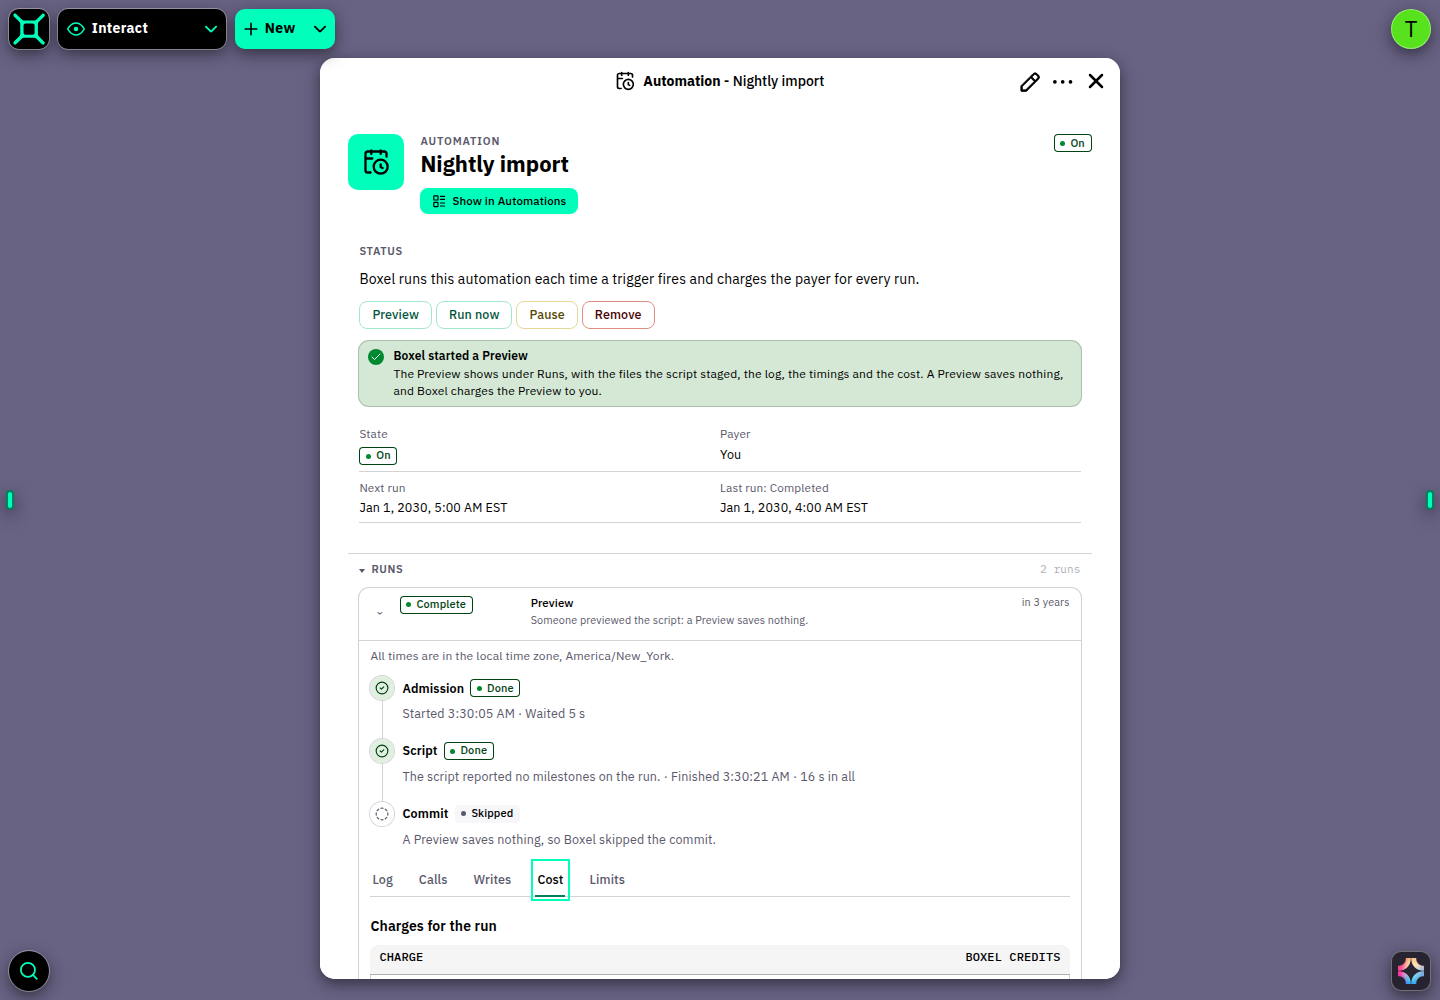 Interact
New
T
Automation - Nightly import
AUTOMATION
On
Nightly import
Show in Automations
STATUS
Boxel runs this automation each time a trigger fires and charges the payer for every run.
Preview
Run now
Pause
Remove
Boxel started a Preview
The Preview shows under Runs, with the files the script staged, the log, the timings and the cost. A Preview saves nothing,
and Boxel charges the Preview to you.
State
Payer
On
You
Next run
Last run: Completed
Jan 1, 2030, 5:00 AM EST
Jan 1, 2030, 4:00 AM EST
RUNS
2 runs
Complete
Preview
in 3 years
Someone previewed the script: a Preview saves nothing.
All times are in the local time zone, America/New_York.
Admission
Done
Started 3:30:05 AM · Waited 5 s
Script
Done
The script reported no milestones on the run. · Finished 3:30:21 AM · 16 s in all
Commit
Skipped
A Preview saves nothing, so Boxel skipped the commit.
Log
Calls
Writes
Cost
Limits
Charges for the run
CHARGE
BOXEL CREDITS